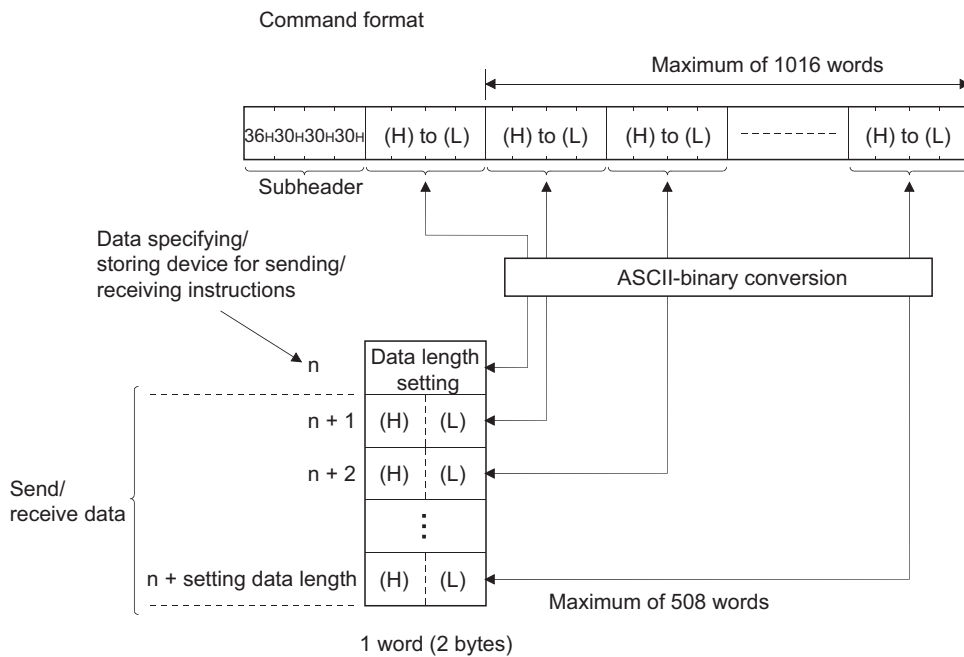 Command format
Maximum of 1016 words
36H30H30H30H
(H) to (L)
(H) to (L)
(H) to (L)
(H) to (L)
Subheader
Data specifying/
storing device for sending/
receiving instructions
ASCII-binary conversion
n
Data length
setting
n + 1
(H)
(L)
n + 2
(H)
(L)
Send/
receive data
n + setting data length
(H)
(L)
Maximum of 508 words
1 word (2 bytes)